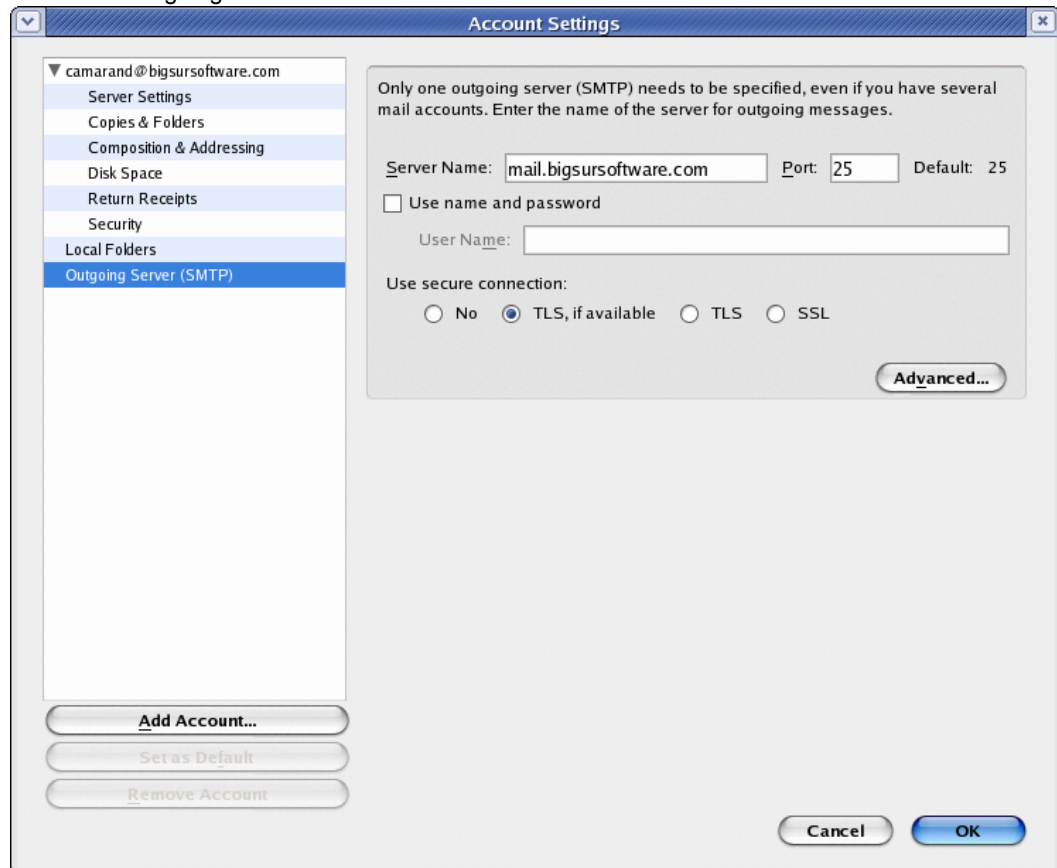 Account Settings
camarand@bigsursoftware.com
Server Settings
Copies & Folders
Composition & Addressing
Disk Space
Return Receipts
Security
Local Folders
Outgoing Server (SMTP)
Add Account...
Set as Default
Remove Account
Only one outgoing server (SMTP) needs to be specified, even if you have several
mail accounts. Enter the name of the server for outgoing messages.
Server Name: mail.bigsursoftware.com Port: 25 Default: 25
Use name and password
User Name:
Use secure connection:
No TLS, if available TLS SSL
Advanced...
Cancel OK